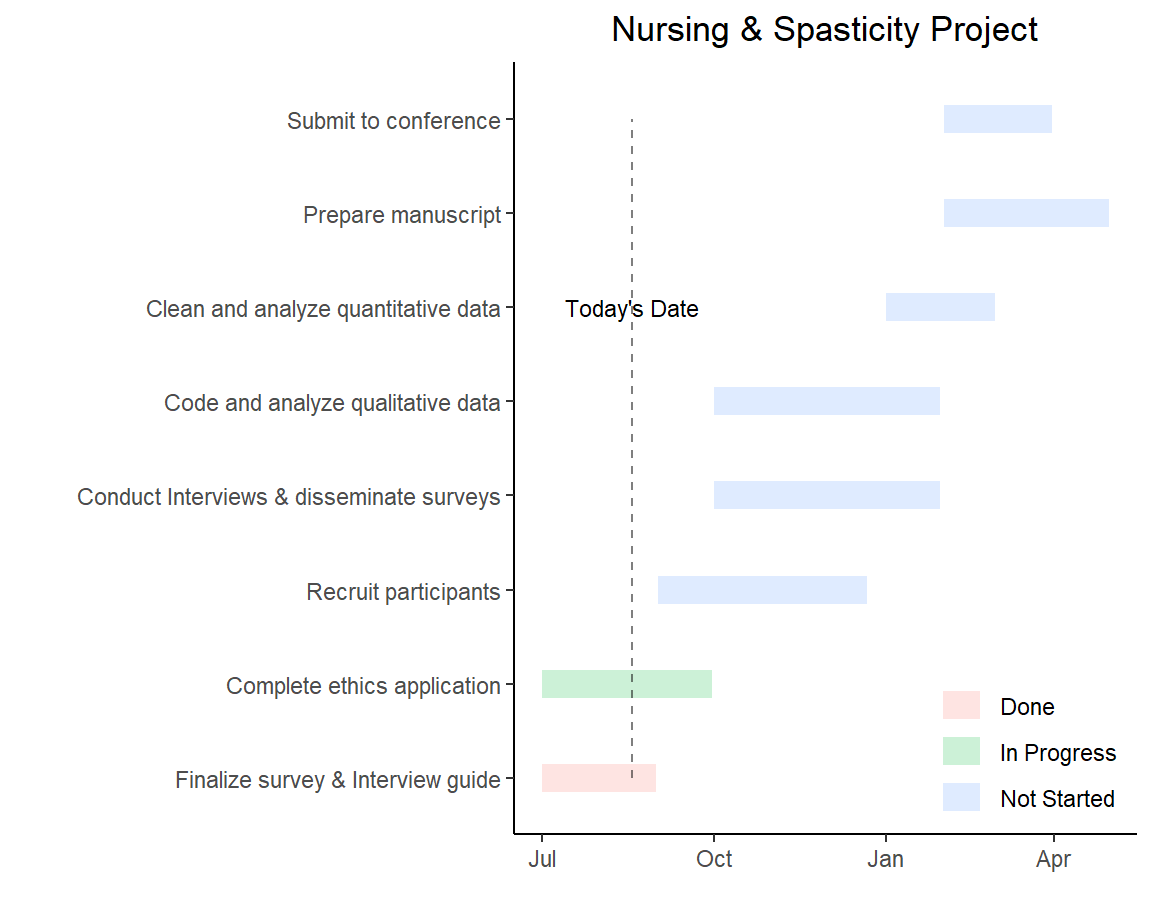 Nursing & Spasticity Project
Submit to conference
Prepare manuscript
Clean and analyze quantitative data
Today's Date
Code and analyze qualitative data
Conduct Interviews & disseminate surveys
Recruit participants
Complete ethics application
Finalize survey & Interview guide
Done
In Progress
Not Started
Jul Oct Jan Apr